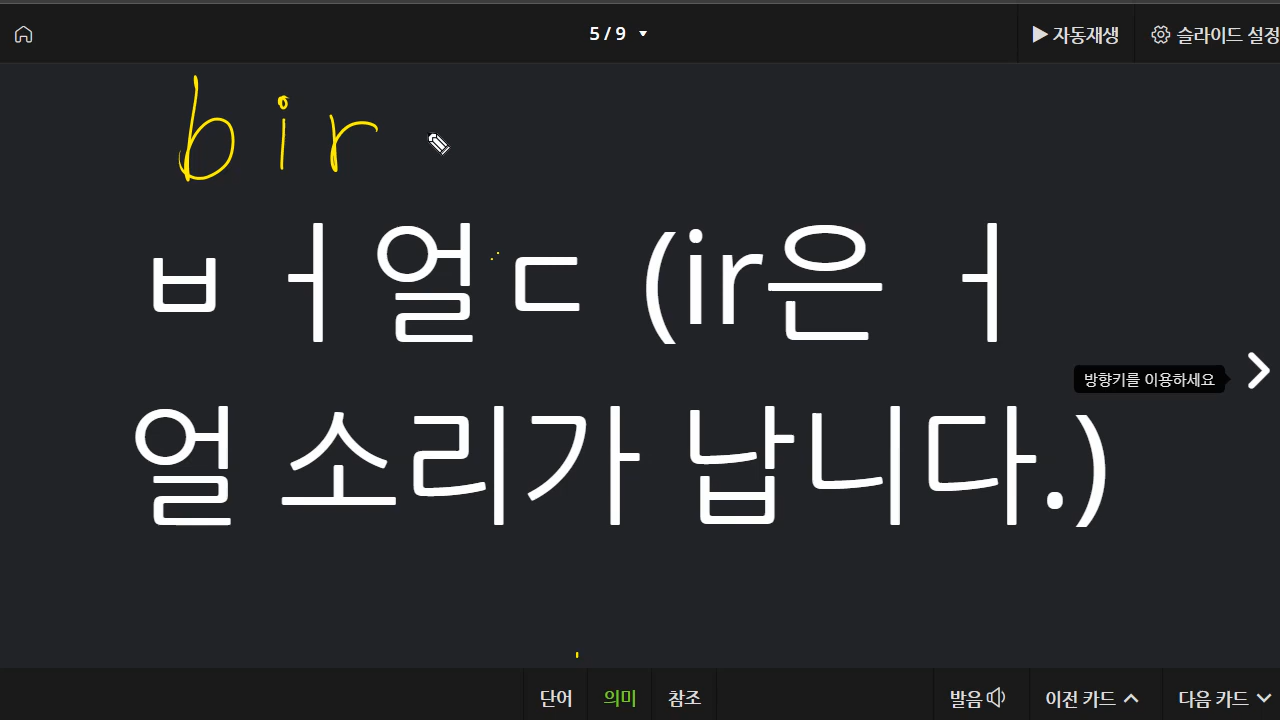 5 / 9
자동재생
슬라이드 설정
bir
ㅂㅓ얼ㄷ (ir은 ㅓ
얼 소리가 납니다.)
방향키를 이용하세요
단어
의미
참조
발음
이전 카드
다음 카드